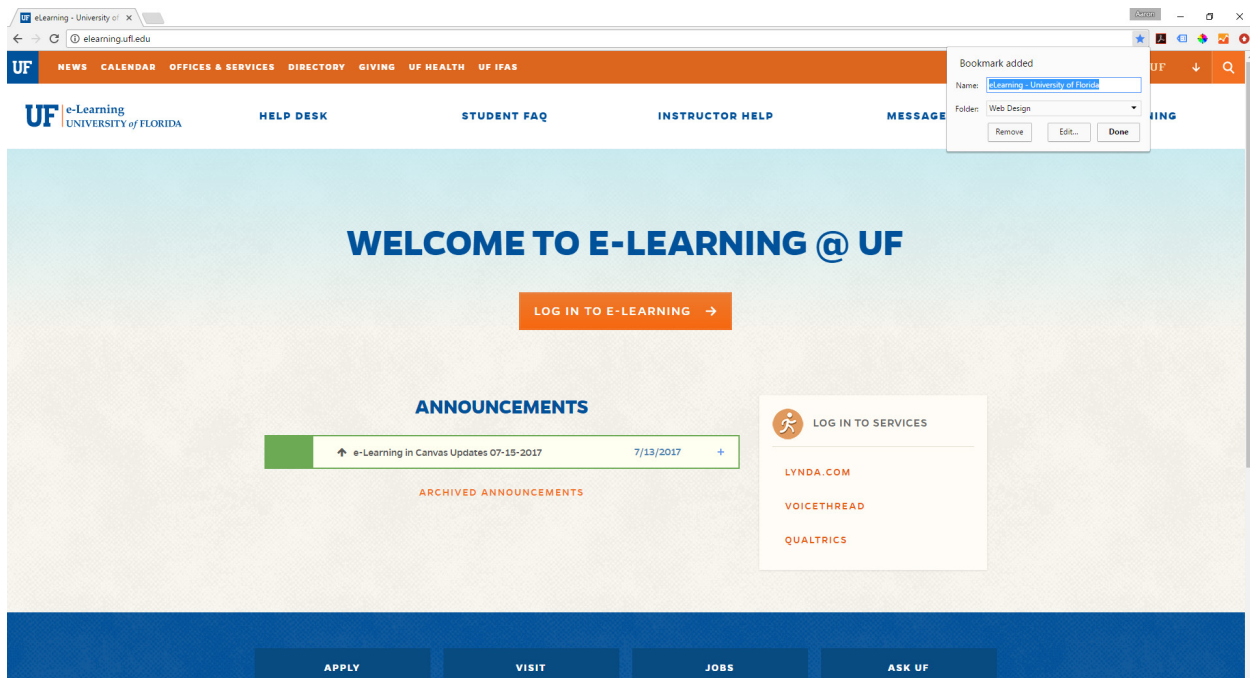 eLearning - University of
Aaron
elearning.ufl.edu
UF NEWS CALENDAR OFFICES & SERVICES DIRECTORY GIVING UF HEALTH UF IFAS UF
Bookmark added
Name: eLearning - University of Florida
Folder: Web Design
Remove Edit... Done
UF e-Learning
UNIVERSITY of FLORIDA
HELP DESK STUDENT FAQ INSTRUCTOR HELP MESSAGE NING
WELCOME TO E-LEARNING @ UF
LOG IN TO E-LEARNING →
ANNOUNCEMENTS
e-Learning in Canvas Updates 07-15-2017 7/13/2017 +
ARCHIVED ANNOUNCEMENTS
LOG IN TO SERVICES
LYNDA.COM
VOICETHREAD
QUALTRICS
APPLY VISIT JOBS ASK UF